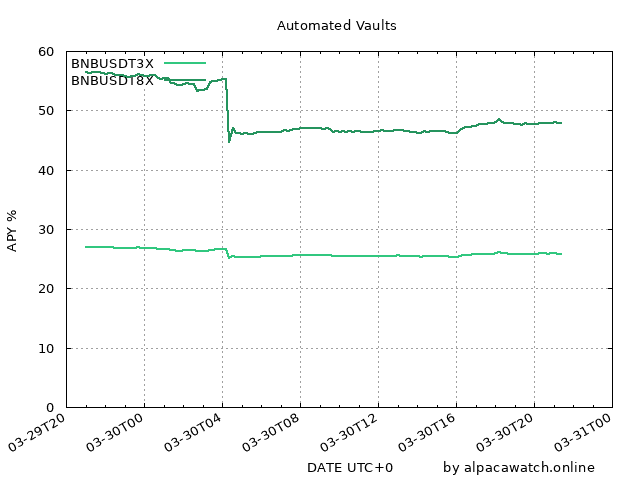 Automated Vaults
BNBUSDT3X
BNBUSDT8X
APY %
60
50
40
30
20
10
0
03-29T20
03-30T00
03-30T04
03-30T08
03-30T12
03-30T16
03-30T20
03-31T00
DATE UTC+0
by alpacawatch.online